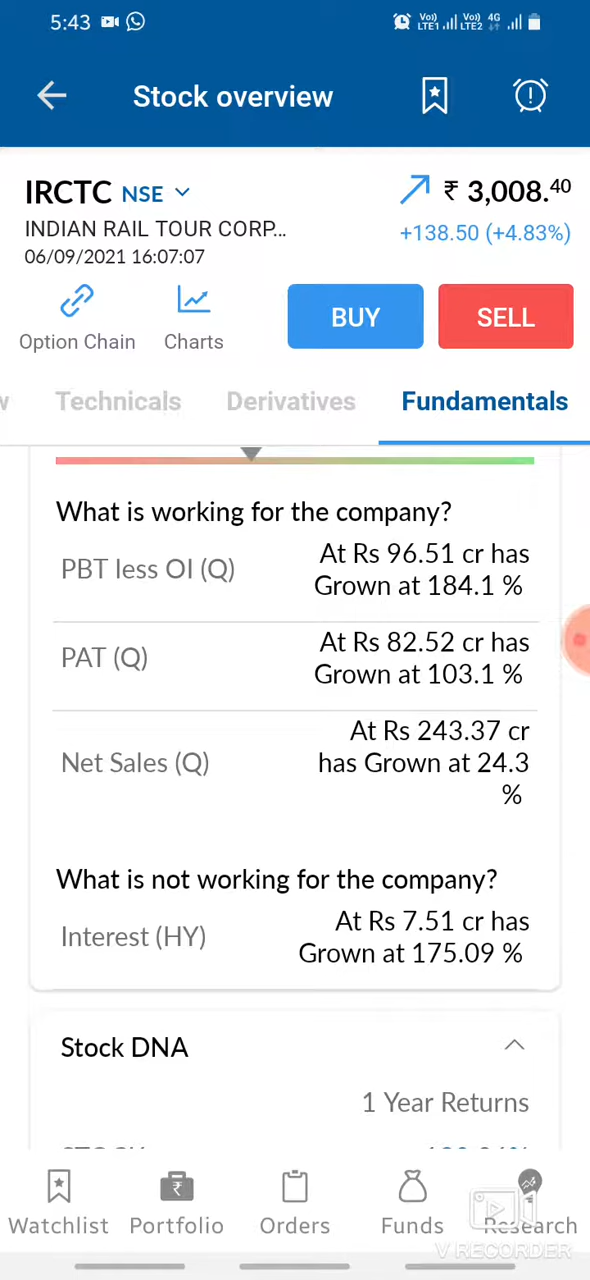 5:43 Vo)) LTE1 Vo)) LTE2 4G
Stock overview
IRCTC NSE ₹ 3,008.40
INDIAN RAIL TOUR CORP... +138.50 (+4.83%)
06/09/2021 16:07:07
Option Chain Charts BUY SELL
Technicals Derivatives Fundamentals
What is working for the company?
PBT less OI (Q) At Rs 96.51 cr has
Grown at 184.1 %
PAT (Q) At Rs 82.52 cr has
Grown at 103.1 %
Net Sales (Q) At Rs 243.37 cr
has Grown at 24.3
%
What is not working for the company?
Interest (HY) At Rs 7.51 cr has
Grown at 175.09 %
Stock DNA
1 Year Returns
Watchlist Portfolio Orders Funds Research
V RECORDER